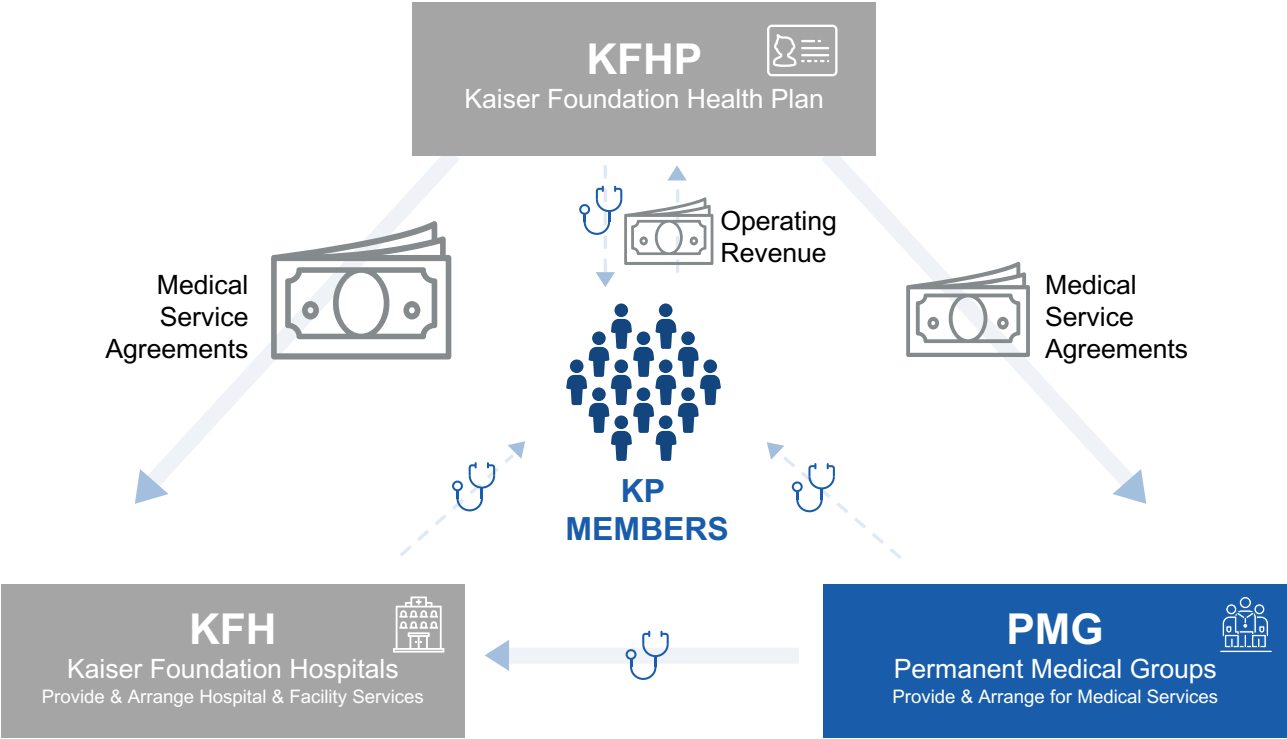 KFHP
Kaiser Foundation Health Plan
Operating
Revenue
Medical
Service
Agreements
Medical
Service
Agreements
KP
MEMBERS
KFH
Kaiser Foundation Hospitals
Provide & Arrange Hospital & Facility Services
PMG
Permanent Medical Groups
Provide & Arrange for Medical Services